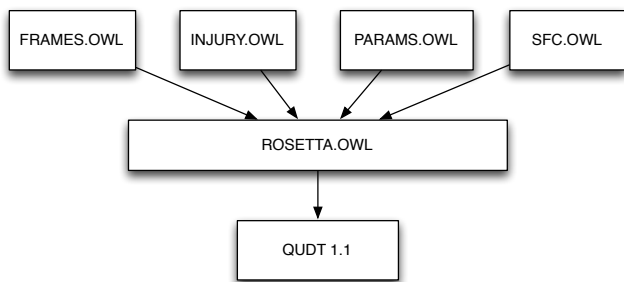 FRAMES.OWL
INJURY.OWL
PARAMS.OWL
SFC.OWL
ROSETTA.OWL
QUDT 1.1